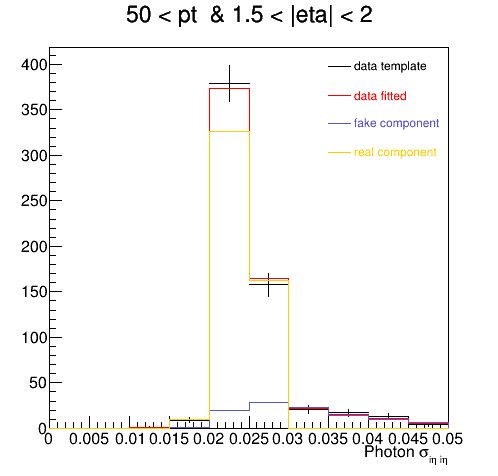 50 < pt & 1.5 < |eta| < 2
400
350
300
250
200
150
100
50
0
data template
data fitted
fake component
real component
0 0.005 0.01 0.015 0.02 0.025 0.03 0.035 0.04 0.045 0.05
Photon σiη iη